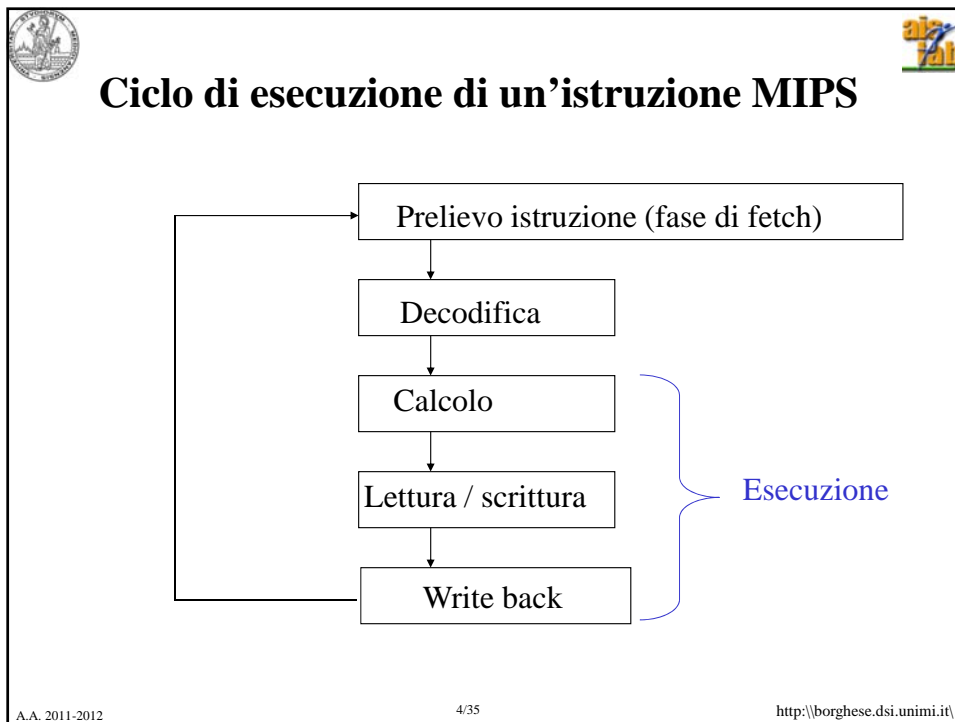 Ciclo di esecuzione di un’istruzione MIPS
Prelievo istruzione (fase di fetch)
Decodifica
Calcolo
Lettura / scrittura
Esecuzione
Write back
A.A. 2011-2012
4/35
http:\\borghese.dsi.unimi.it\